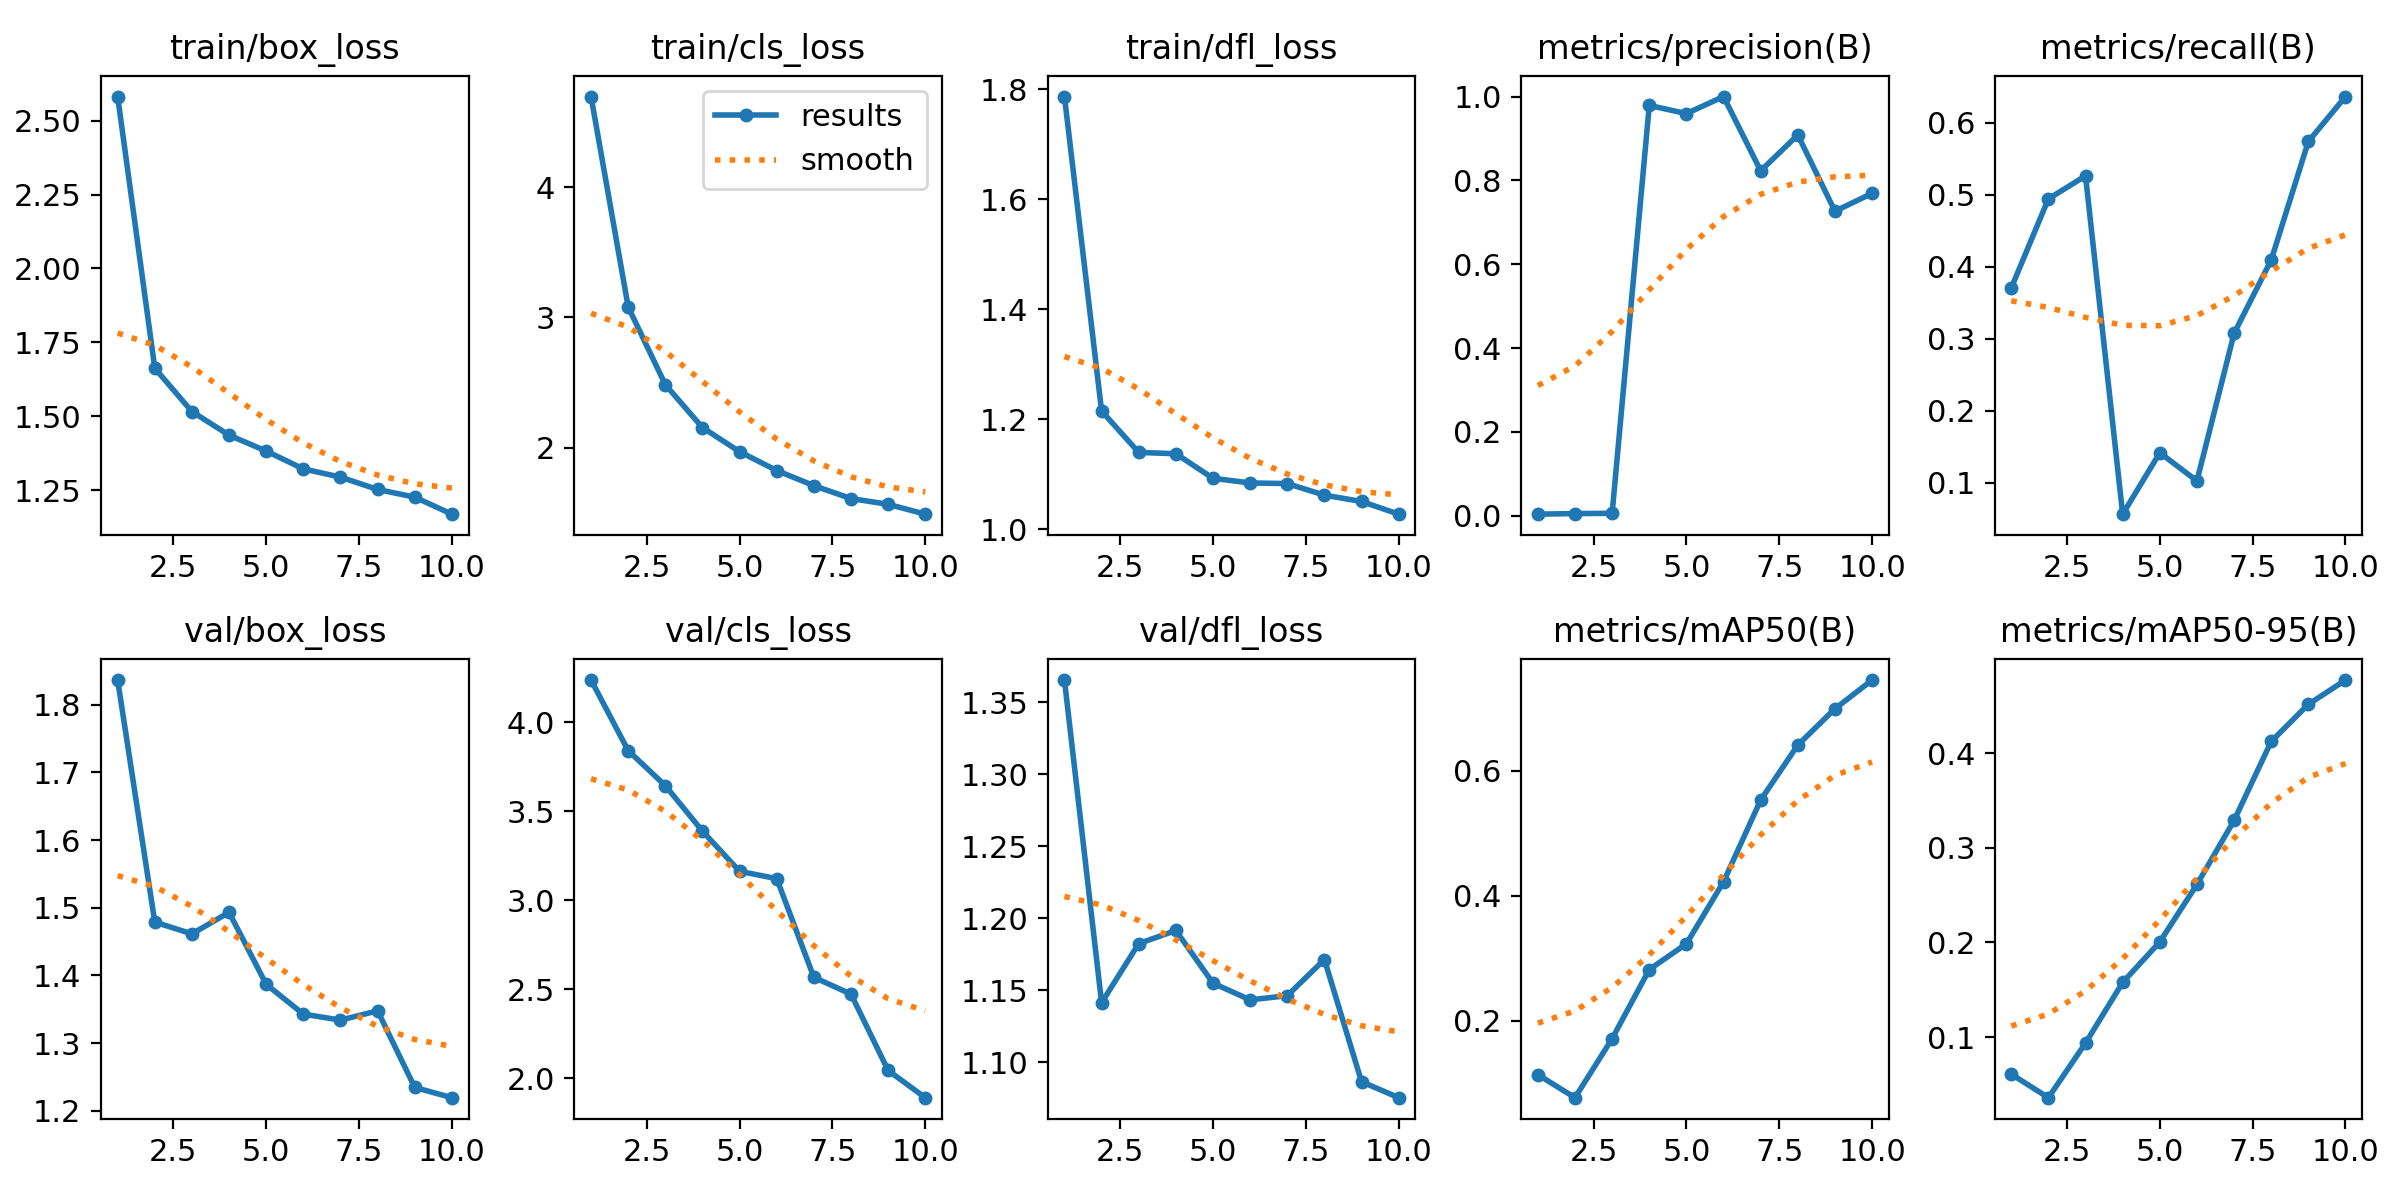 train/box_loss
2.50
2.25
2.00
1.75
1.50
1.25
2.5 5.0 7.5 10.0
train/cls_loss
results
smooth
4
3
2
2.5 5.0 7.5 10.0
train/dfl_loss
1.8
1.6
1.4
1.2
1.0
2.5 5.0 7.5 10.0
metrics/precision(B)
1.0
0.8
0.6
0.4
0.2
0.0
2.5 5.0 7.5 10.0
metrics/recall(B)
0.6
0.5
0.4
0.3
0.2
0.1
2.5 5.0 7.5 10.0
val/box_loss
1.8
1.7
1.6
1.5
1.4
1.3
1.2
2.5 5.0 7.5 10.0
val/cls_loss
4.0
3.5
3.0
2.5
2.0
2.5 5.0 7.5 10.0
val/dfl_loss
1.35
1.30
1.25
1.20
1.15
1.10
2.5 5.0 7.5 10.0
metrics/mAP50(B)
0.6
0.4
0.2
2.5 5.0 7.5 10.0
metrics/mAP50-95(B)
0.4
0.3
0.2
0.1
2.5 5.0 7.5 10.0